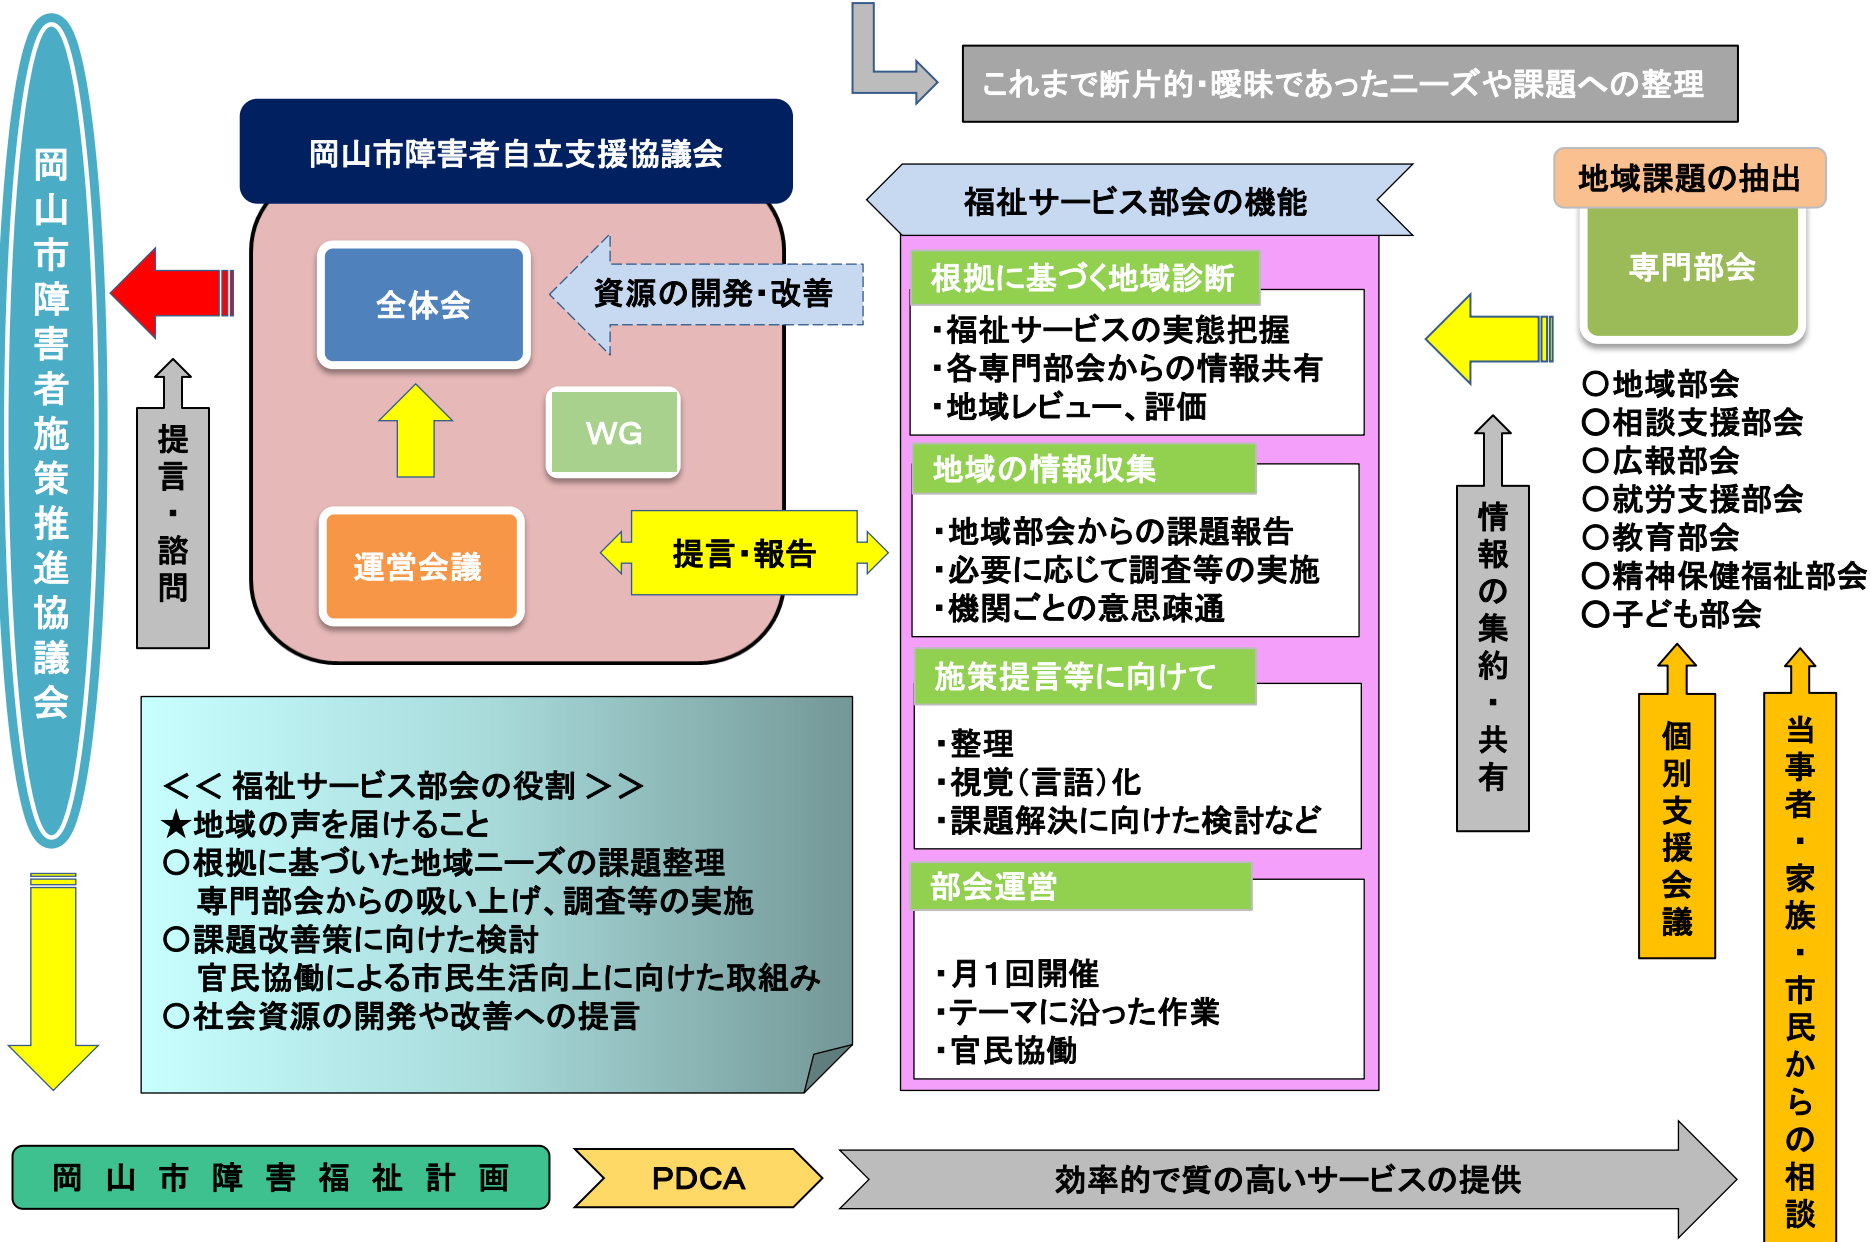 これまで断片的・曖昧であったニーズや課題への整理
岡山市障害者施策推進協議会
岡山市障害者自立支援協議会
全体会
資源の開発・改善
WG
運営会議
提言・報告
提言・諮問
福祉サービス部会の機能
根拠に基づく地域診断
・福祉サービスの実態把握
・各専門部会からの情報共有
・地域レビュー、評価
地域の情報収集
・地域部会からの課題報告
・必要に応じて調査等の実施
・機関ごとの意思疎通
施策提言等に向けて
・整理
・視覚(言語)化
・課題解決に向けた検討など
部会運営
・月1回開催
・テーマに沿った作業
・官民協働
地域課題の抽出
専門部会
〇地域部会
〇相談支援部会
〇広報部会
〇就労支援部会
〇教育部会
〇精神保健福祉部会
〇子ども部会
情報の集約・共有
個別支援会議
当事者・家族・市民からの相談
<< 福祉サービス部会の役割 >>
★地域の声を届けること
〇根拠に基づいた地域ニーズの課題整理
専門部会からの吸い上げ、調査等の実施
〇課題改善策に向けた検討
官民協働による市民生活向上に向けた取組み
〇社会資源の開発や改善への提言
岡山市障害福祉計画
PDCA
効率的で質の高いサービスの提供